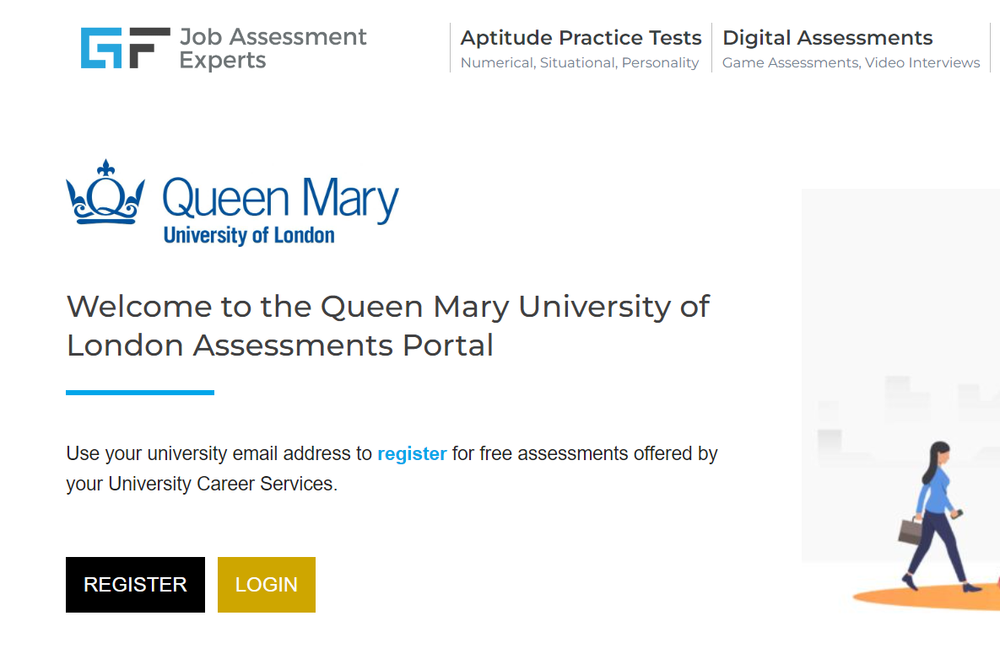 GF Job Assessment
Experts
Aptitude Practice Tests
Numerical, Situational, Personality
Digital Assessments
Game Assessments, Video Interviews
Queen Mary
University of London
Welcome to the Queen Mary University of
London Assessments Portal
Use your university email address to register for free assessments offered by
your University Career Services.
REGISTER
LOGIN